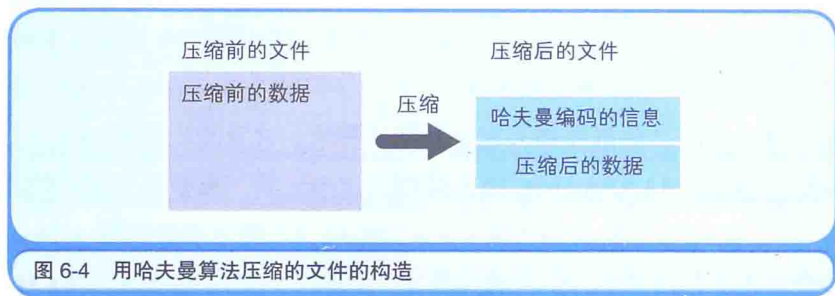 压缩前的文件
压缩后的文件
压缩前的数据
压缩
哈夫曼编码的信息
压缩后的数据
图 6-4 用哈夫曼算法压缩的文件的构造